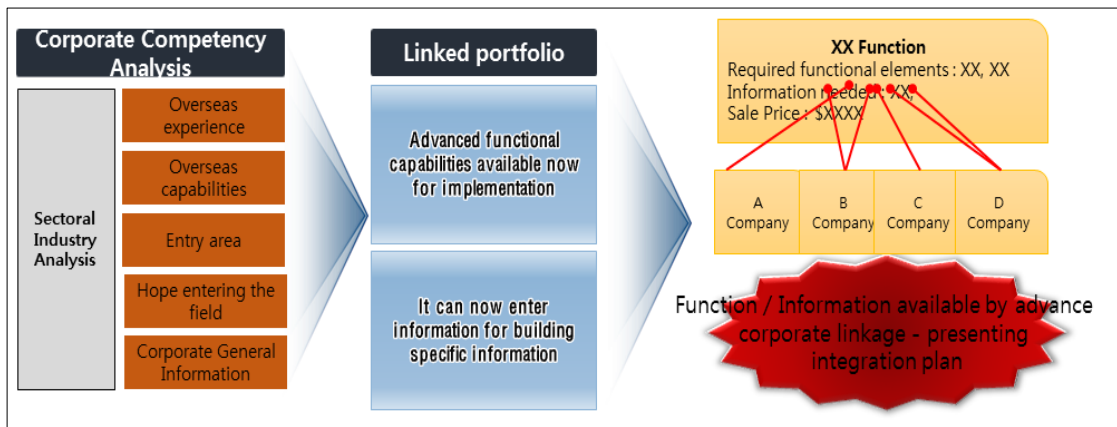 Corporate Competency
Analysis
Sectoral
Industry
Analysis
Overseas
experience
Overseas
capabilities
Entry area
Hope entering the
field
Corporate General
Information
Linked portfolio
Advanced functional
capabilities available now
for implementation
It can now enter
information for building
specific information
XX Function
Required functional elements : XX, XX
Information needed : XX,
Sale Price : $XXXX
A
Company
B
Company
C
Company
D
Company
Function / Information available by advance
corporate linkage - presenting
integration plan